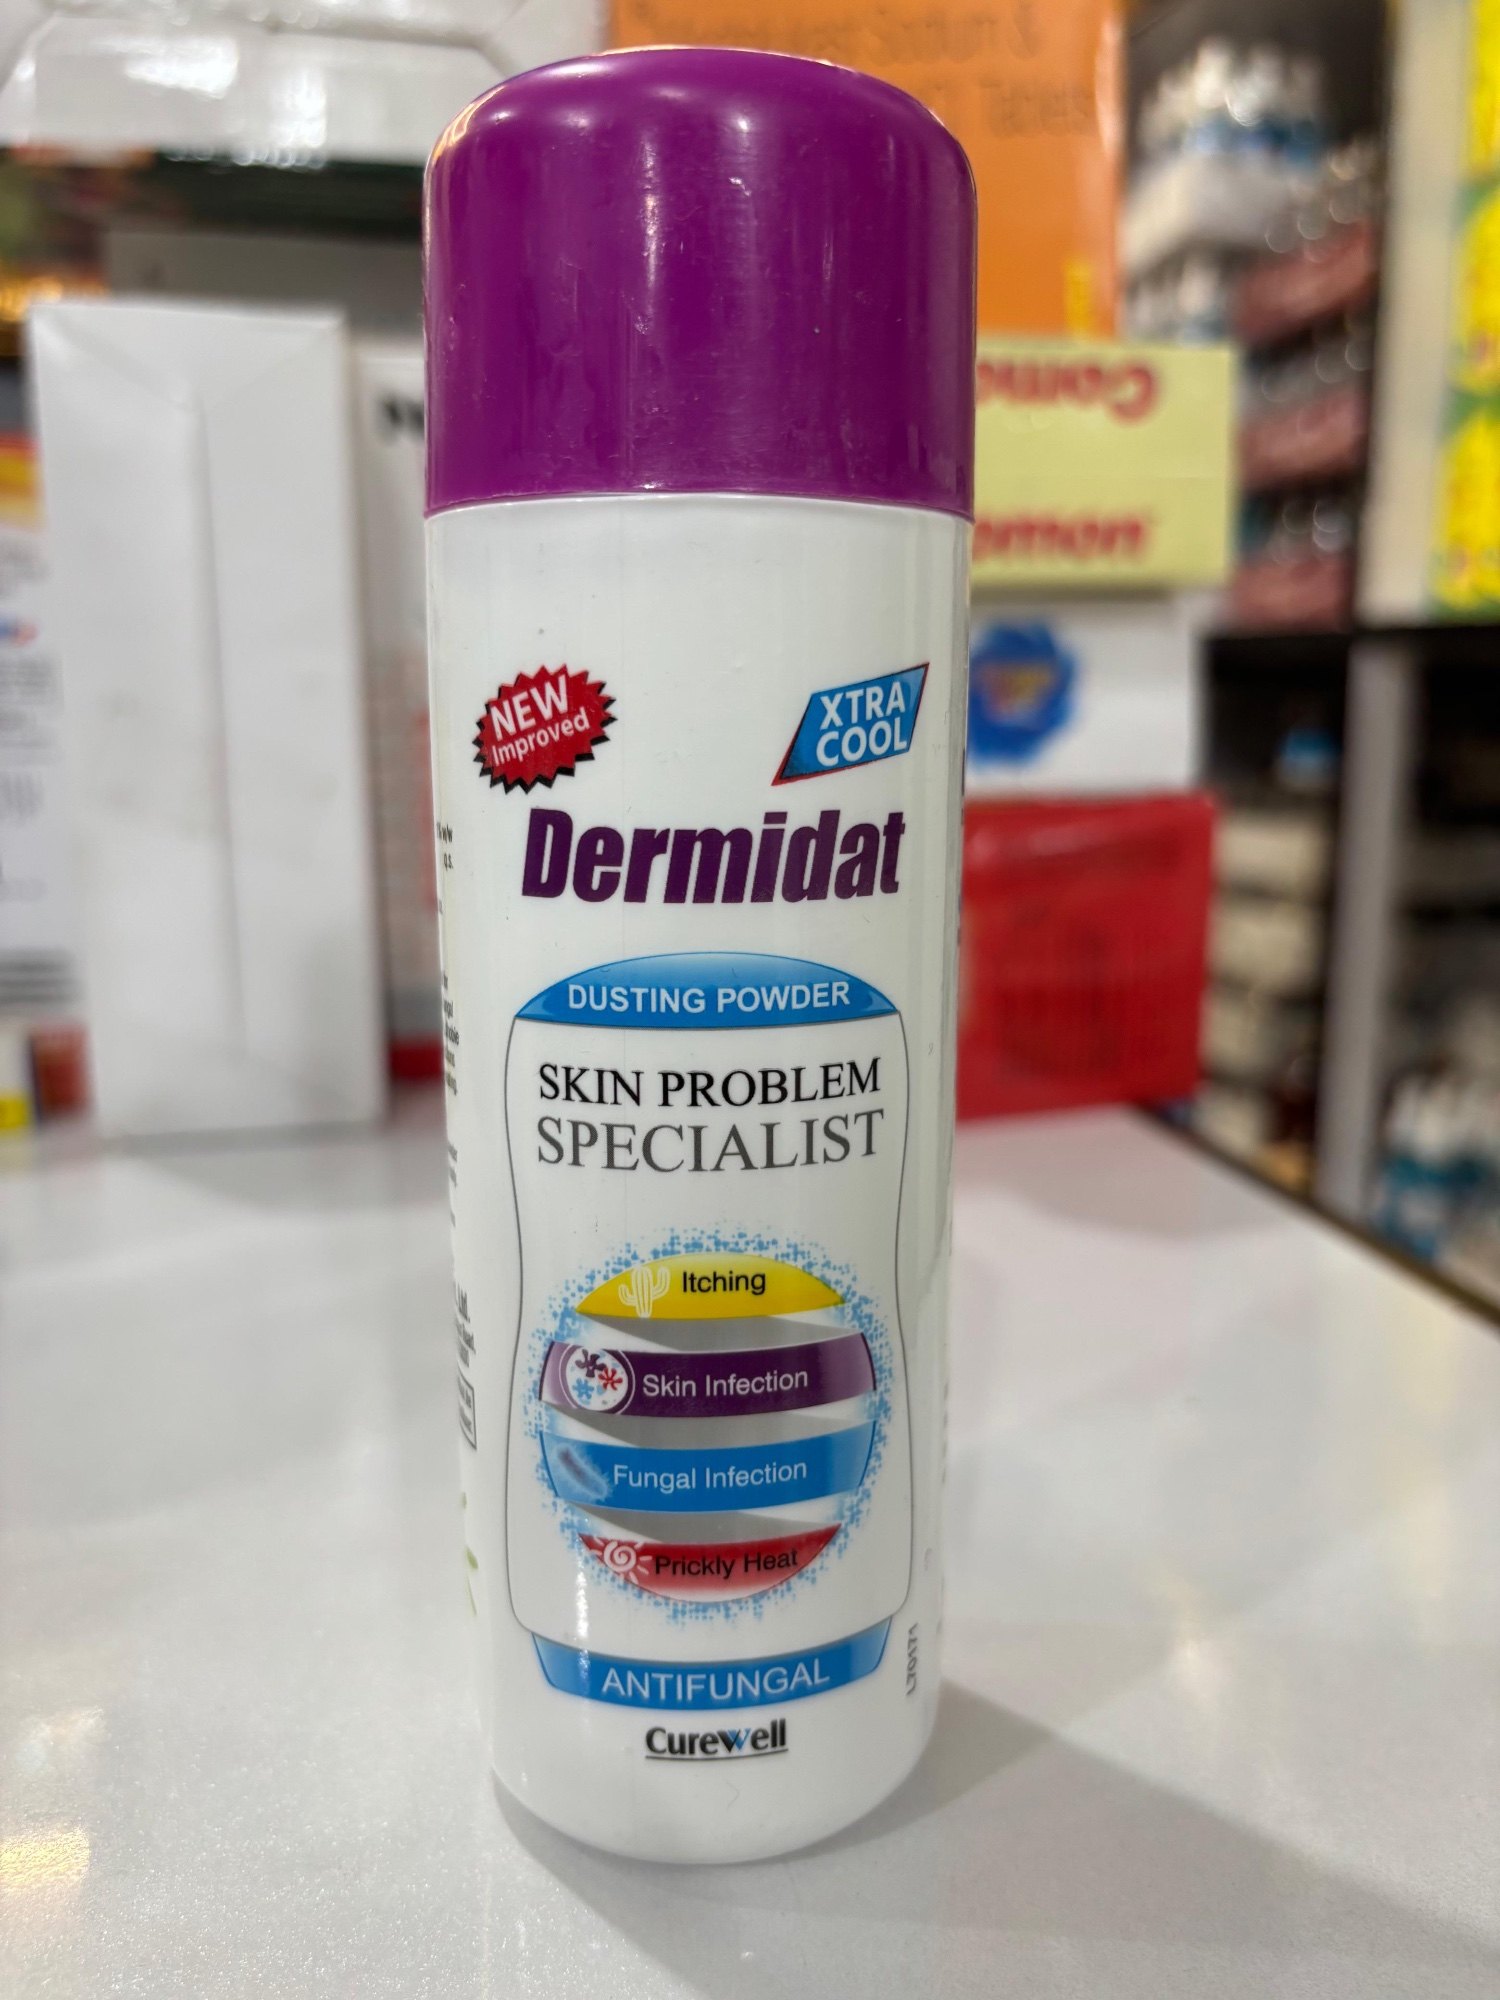 NEW
Improved
XTRA
COOL
Dermidat
DUSTING POWDER
SKIN PROBLEM
SPECIALIST
Itching
Skin Infection
Fungal Infection
Prickly Heat
ANTIFUNGAL
Curewell
L70171
w/w
Q.S.